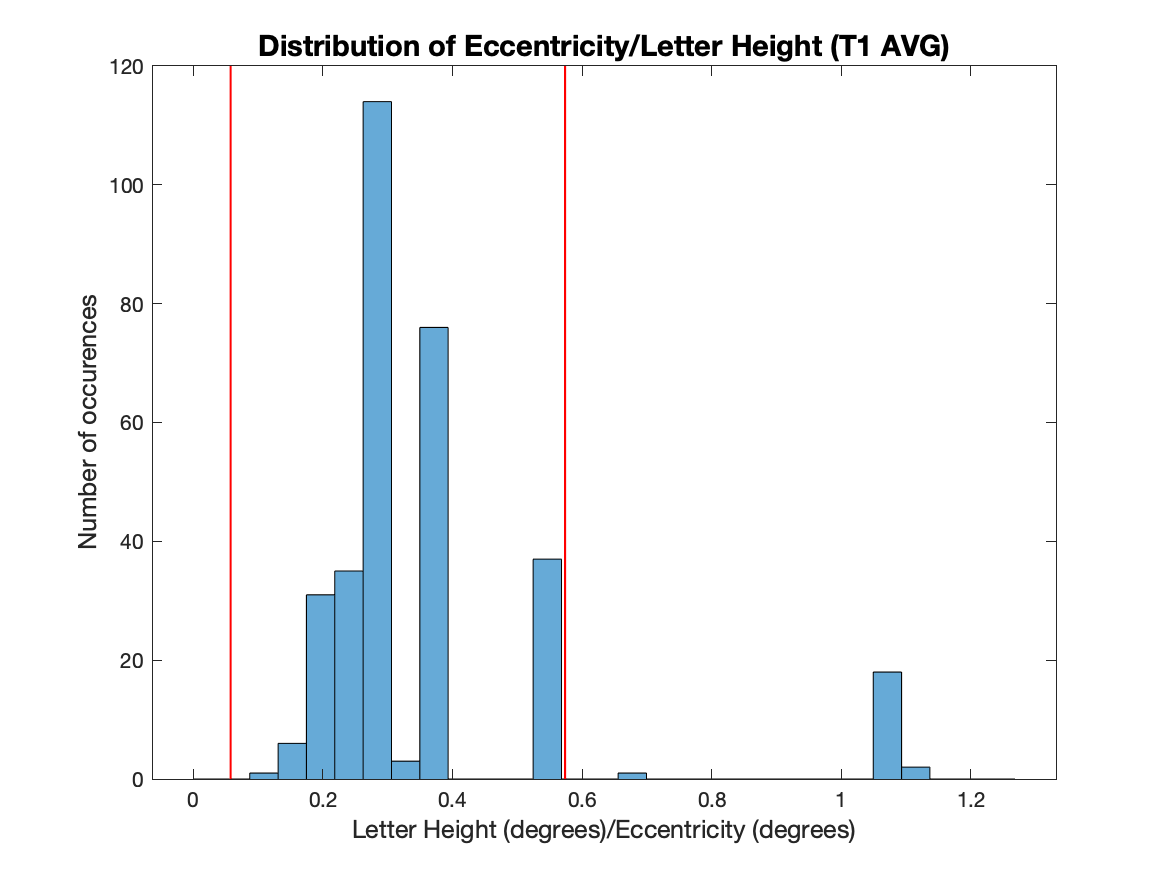 Distribution of Eccentricity/Letter Height (T1 AVG)
120
100
80
60
40
20
0
Number of occurences
0 0.2 0.4 0.6 0.8 1 1.2
Letter Height (degrees)/Eccentricity (degrees)